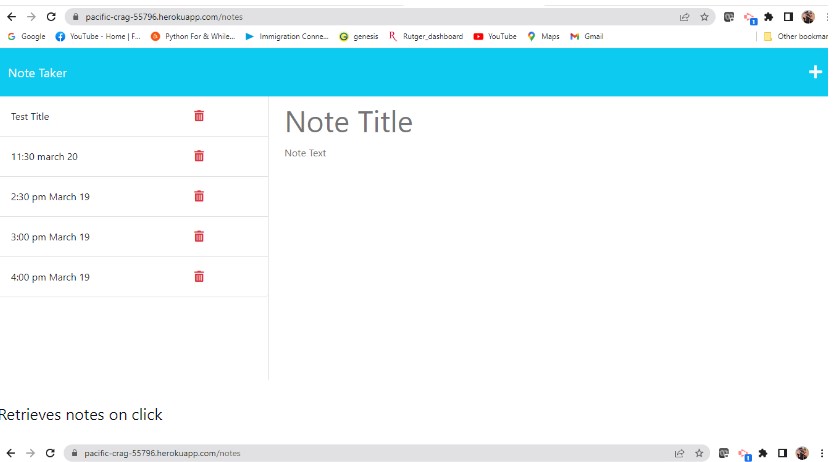 pacific-crag-55796.herokuapp.com/notes
Google YouTube - Home | F... Python For & While... Immigration Conne... genesis Rutger_dashboard YouTube Maps Gmail Other bookmar
Note Taker
Test Title
Note Title
11:30 march 20
Note Text
2:30 pm March 19
3:00 pm March 19
4:00 pm March 19
Retrieves notes on click
pacific-crag-55796.herokuapp.com/notes